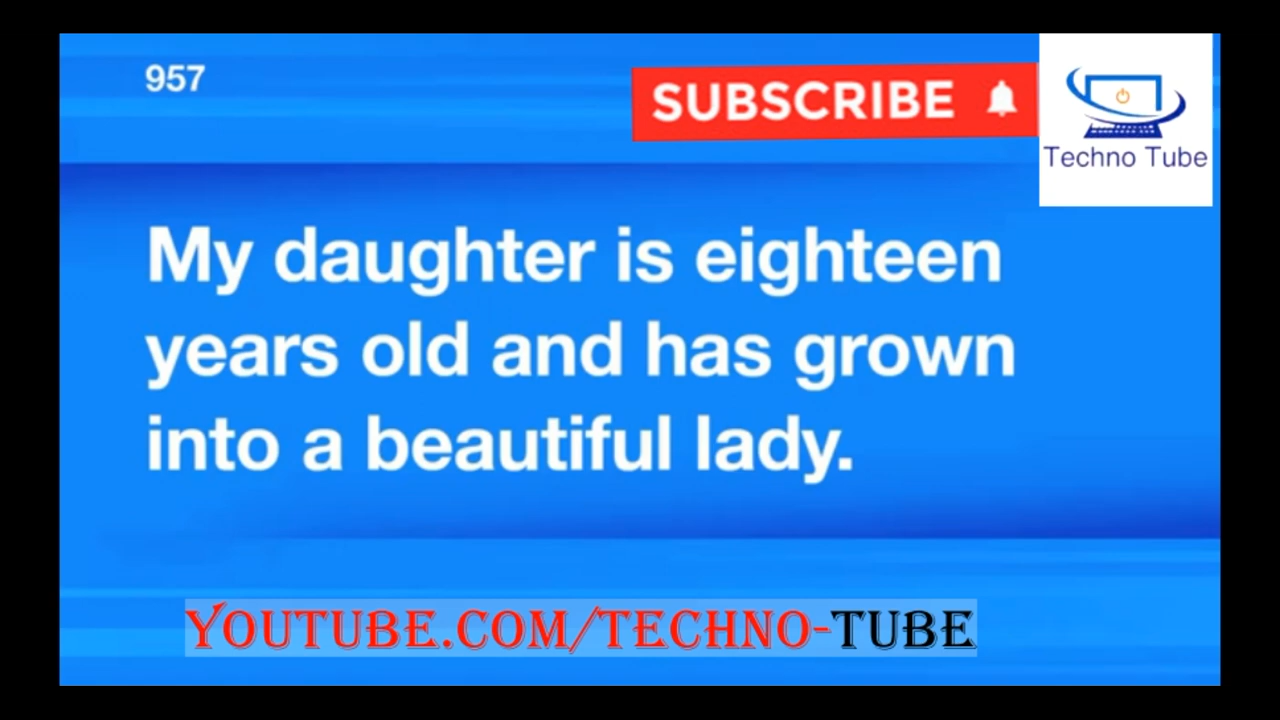 957
SUBSCRIBE
Techno Tube
My daughter is eighteen
years old and has grown
into a beautiful lady.
YOUTUBE.COM/TECHNO-TUBE